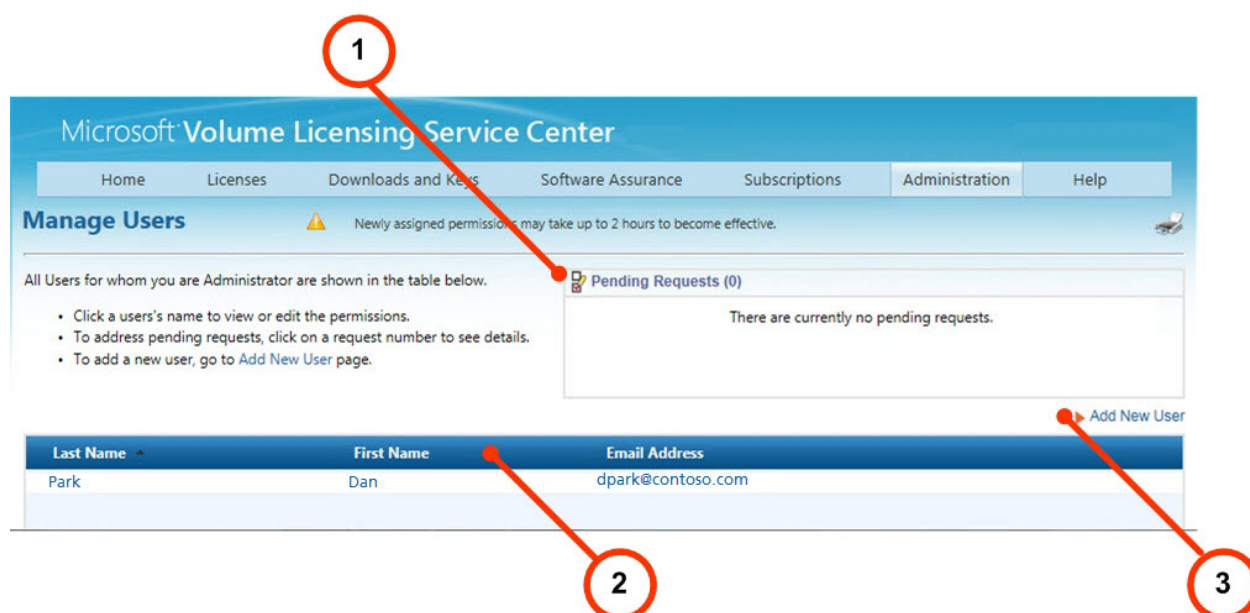 1
Microsoft Volume Licensing Service Center
Home Licenses Downloads and Keys Software Assurance Subscriptions Administration Help
Manage Users
Newly assigned permissions may take up to 2 hours to become effective.
All Users for whom you are Administrator are shown in the table below.
• Click a users's name to view or edit the permissions.
• To address pending requests, click on a request number to see details.
• To add a new user, go to Add New User page.
Pending Requests (0)
There are currently no pending requests.
Add New User
Last Name First Name Email Address
Park Dan dpark@contoso.com
2
3